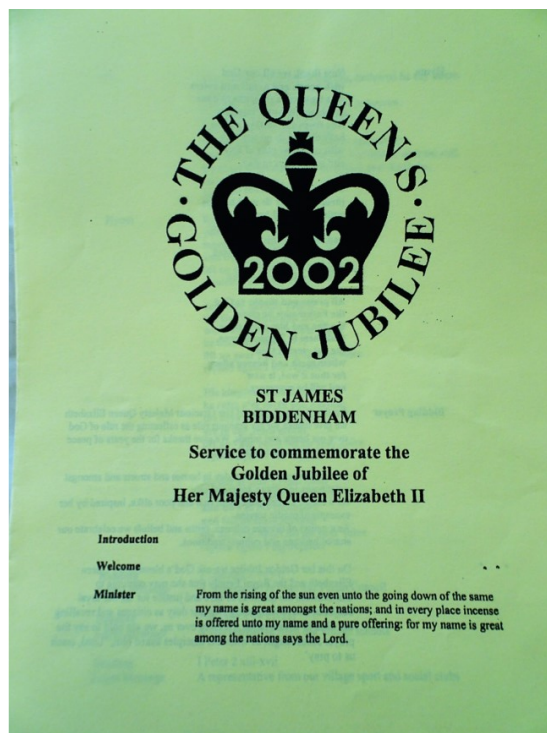 · THE QUEEN'S ·
GOLDEN JUBILEE
2002
ST JAMES
BIDDENHAM
Service to commemorate the
Golden Jubilee of
Her Majesty Queen Elizabeth II
Introduction
Welcome
Minister From the rising of the sun even unto the going down of the same
my name is great amongst the nations; and in every place incense
is offered unto my name and a pure offering: for my name is great
among the nations says the Lord.